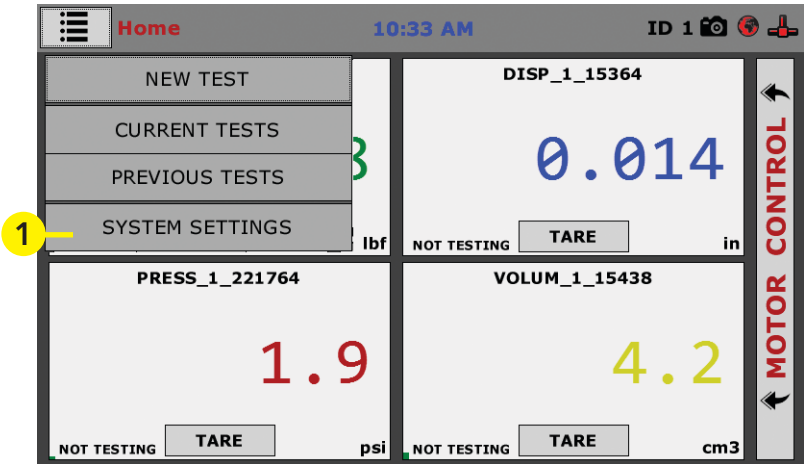 Home
10:33 AM
ID 1
NEW TEST
CURRENT TESTS
PREVIOUS TESTS
SYSTEM SETTINGS
1
lbf
DISP_1_15364
0.014
NOT TESTING
TARE
in
PRESS_1_221764
1.9
NOT TESTING
TARE
psi
VOLUM_1_15438
4.2
NOT TESTING
TARE
cm3
MOTOR CONTROL